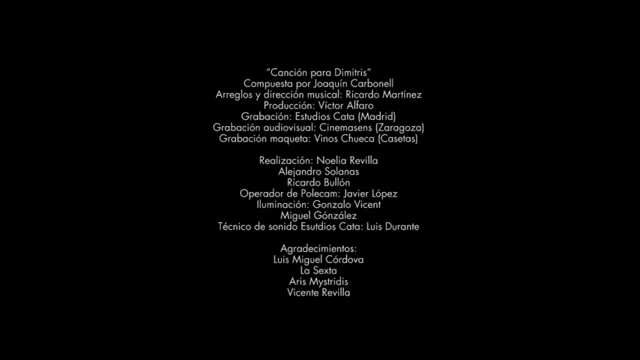 "Canción para Dimitris"
Compuesta por Joaquín Carbonell
Arreglos y dirección musical: Ricardo Martínez
Producción: Víctor Alfaro
Grabación: Estudios Cata (Madrid)
Grabación audiovisual: Cinemasens (Zaragoza)
Grabación maqueta: Vinos Chueca (Casetas)
Realización: Noelia Revilla
Alejandro Solanas
Ricardo Bullón
Operador de Polecam: Javier López
Iluminación: Gonzalo Vicent
Miguel Gónzález
Técnico de sonido Esutdios Cata: Luis Durante
Agradecimientos:
Luis Miguel Córdova
La Sexta
Aris Mystridis
Vicente Revilla